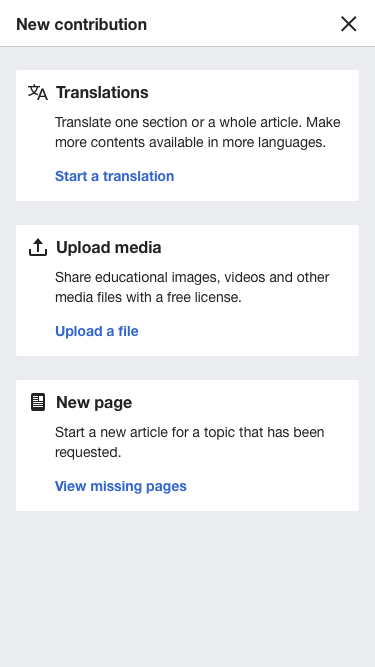 New contribution
Translations
Translate one section or a whole article. Make
more contents available in more languages.
Start a translation
Upload media
Share educational images, videos and other
media files with a free license.
Upload a file
New page
Start a new article for a topic that has been
requested.
View missing pages